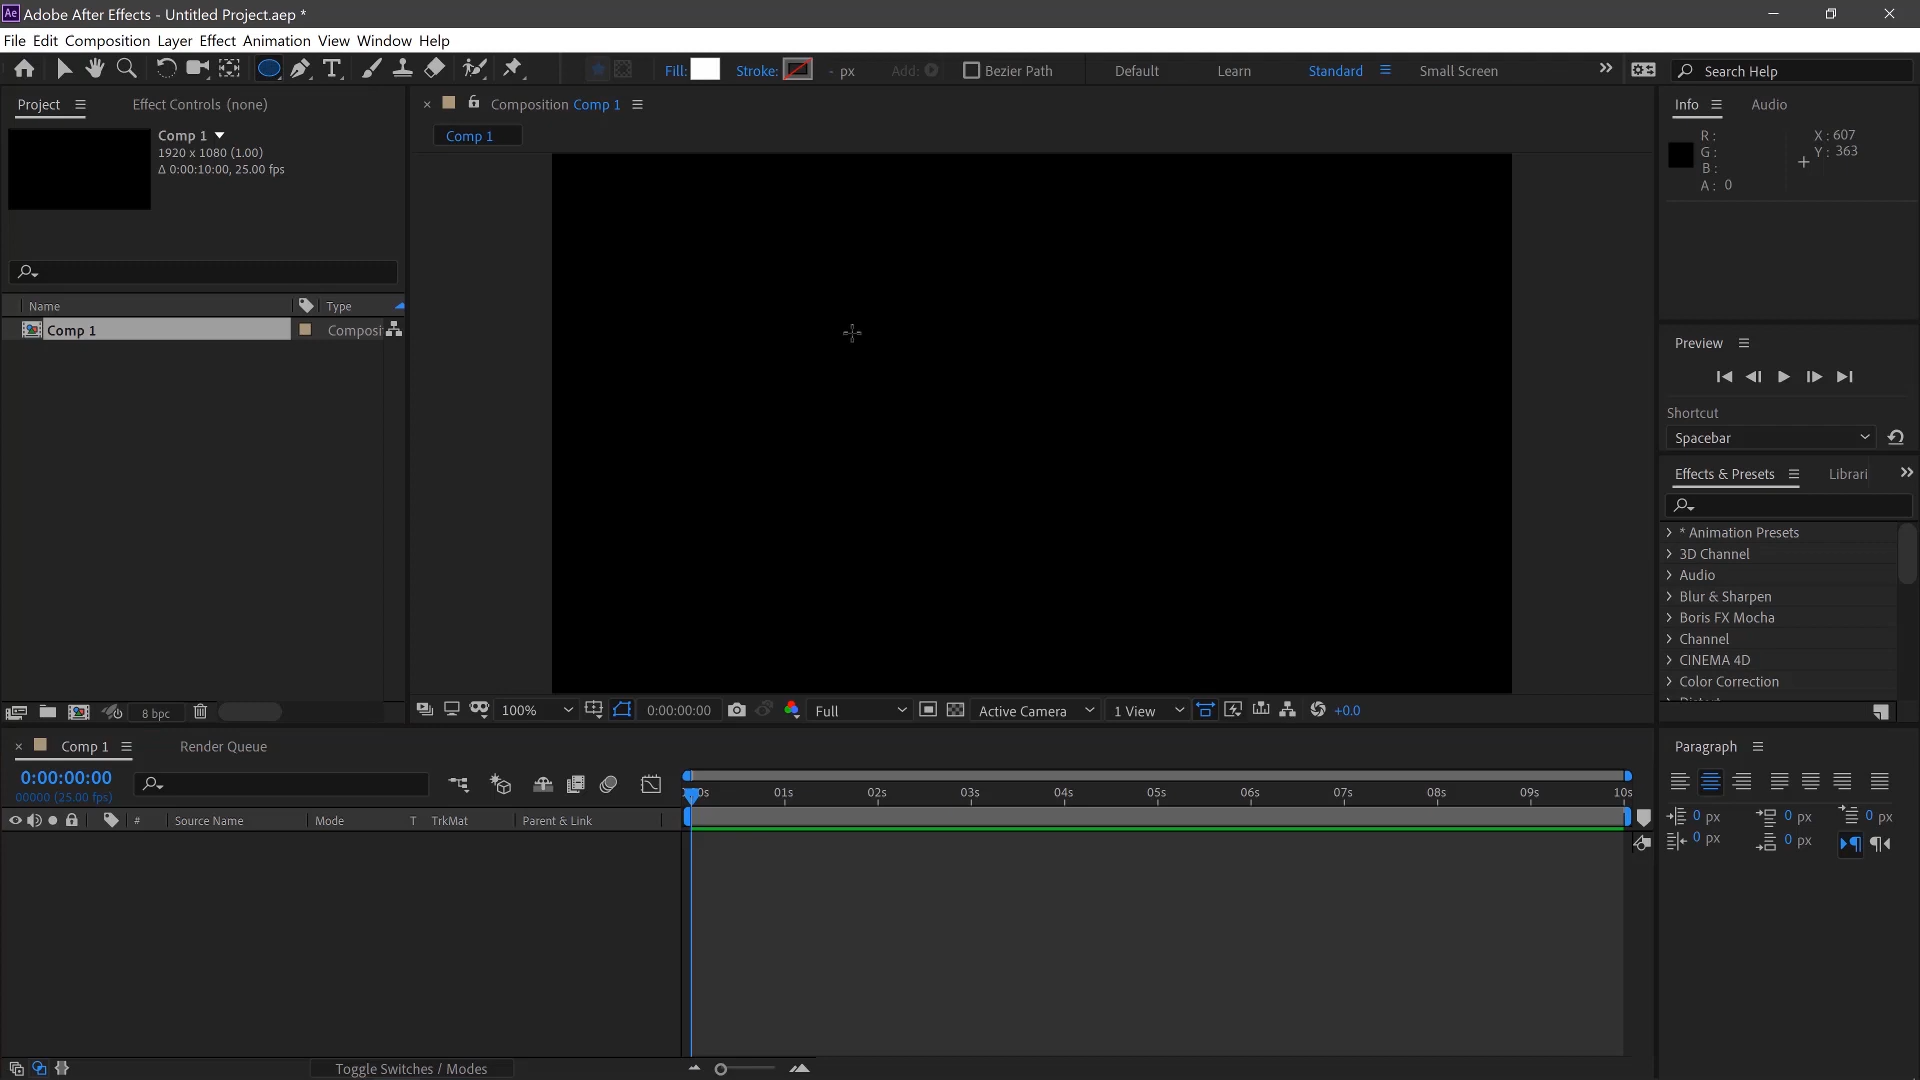 Ae Adobe After Effects - Untitled Project.aep *
File Edit Composition Layer Effect Animation View Window Help
Fill: Stroke: - px Add: Bezier Path Default Learn Standard Small Screen Search Help
Project Effect Controls (none)
Comp 1
1920 x 1080 (1.00)
Δ 0:00:10:00, 25.00 fps
Name Type
Comp 1 Composi
8 bpc
Composition Comp 1
Comp 1
100% 0:00:00:00 Full Active Camera 1 View +0.0
Info Audio
R : X : 607
G : Y : 363
B :
A : 0
Preview
Shortcut
Spacebar
Effects & Presets Librari
* Animation Presets
3D Channel
Audio
Blur & Sharpen
Boris FX Mocha
Channel
CINEMA 4D
Color Correction
Comp 1 Render Queue
0:00:00:00
00000 (25.00 fps)
01s 02s 03s 04s 05s 06s 07s 08s 09s 10s
# Source Name Mode T TrkMat Parent & Link
Toggle Switches / Modes
Paragraph
0 px 0 px 0 px
0 px 0 px